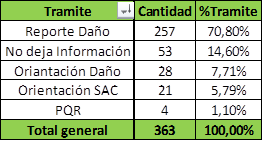 Tramite Cantidad %Tramite
Reporte Daño 257 70,80%
No deja Información 53 14,60%
Oriantación Daño 28 7,71%
Orientación SAC 21 5,79%
PQR 4 1,10%
Total general 363 100,00%